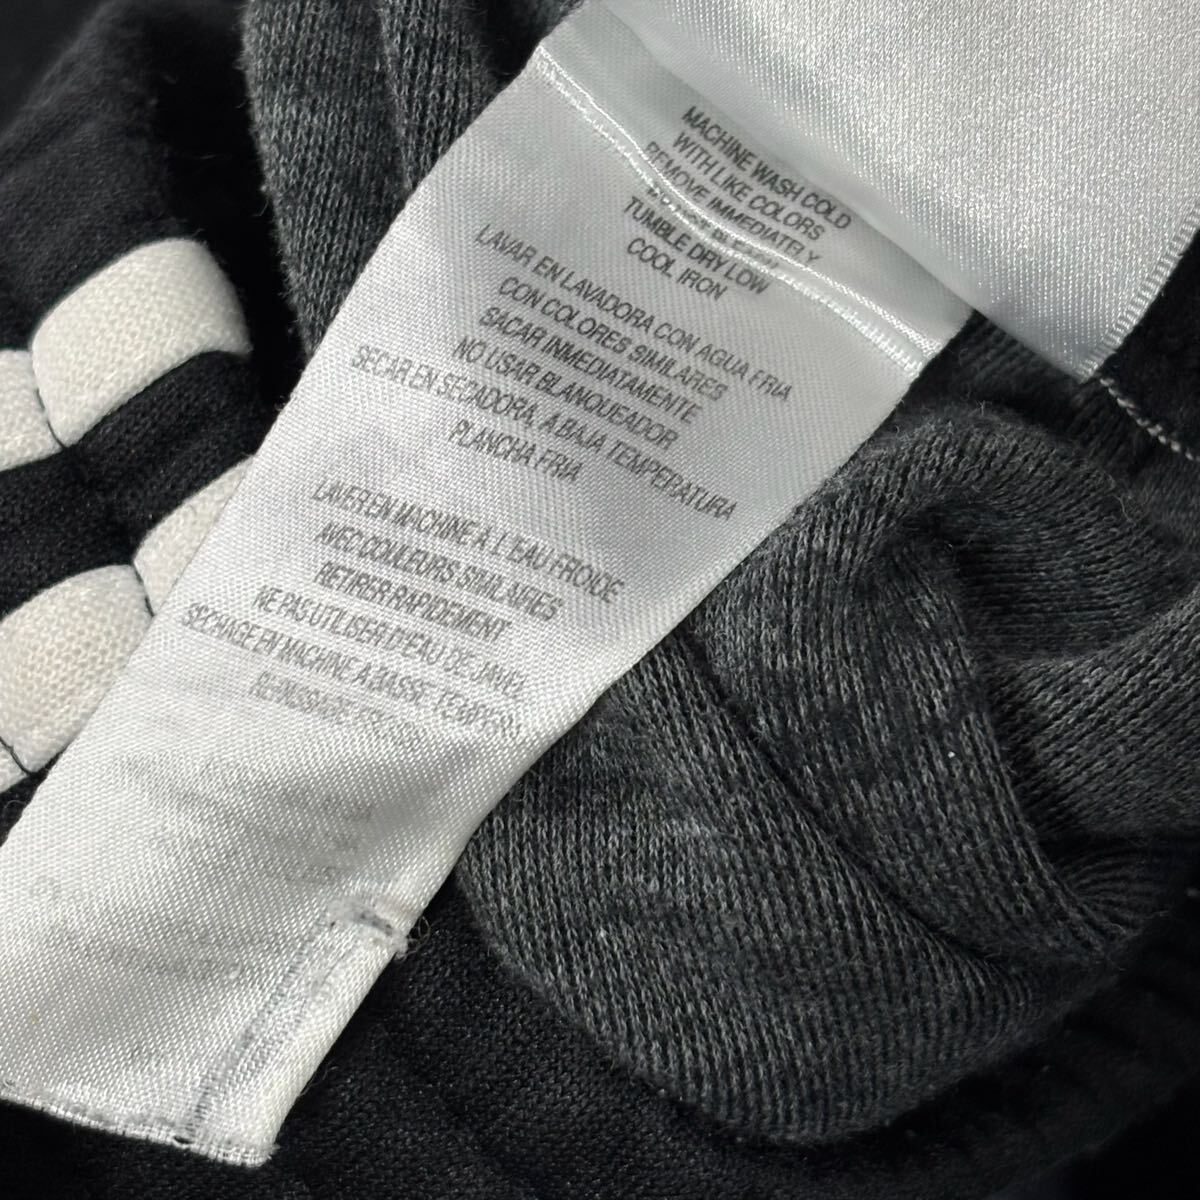 MACHINE WASH COLD
WITH LIKE COLORS
REMOVE IMMEDIATELY
TUMBLE DRY LOW
COOL IRON
LAVAR EN LAVADORA CON AGUA FRIA
CON COLORES SIMILARES
SACAR INMEDIATAMENTE
NO USAR BLANQUEADOR
SECAR EN SECADORA, A BAJA TEMPERATURA
PLANCHA FRIA
LAVER EN MACHINE À L'EAU FROIDE
AVEC COULEURS SIMILAIRES
RETIRER RAPIDEMENT
NE PAS UTILISER D'EAU DE JAVEL
SECHAGE EN MACHINE A BASSE